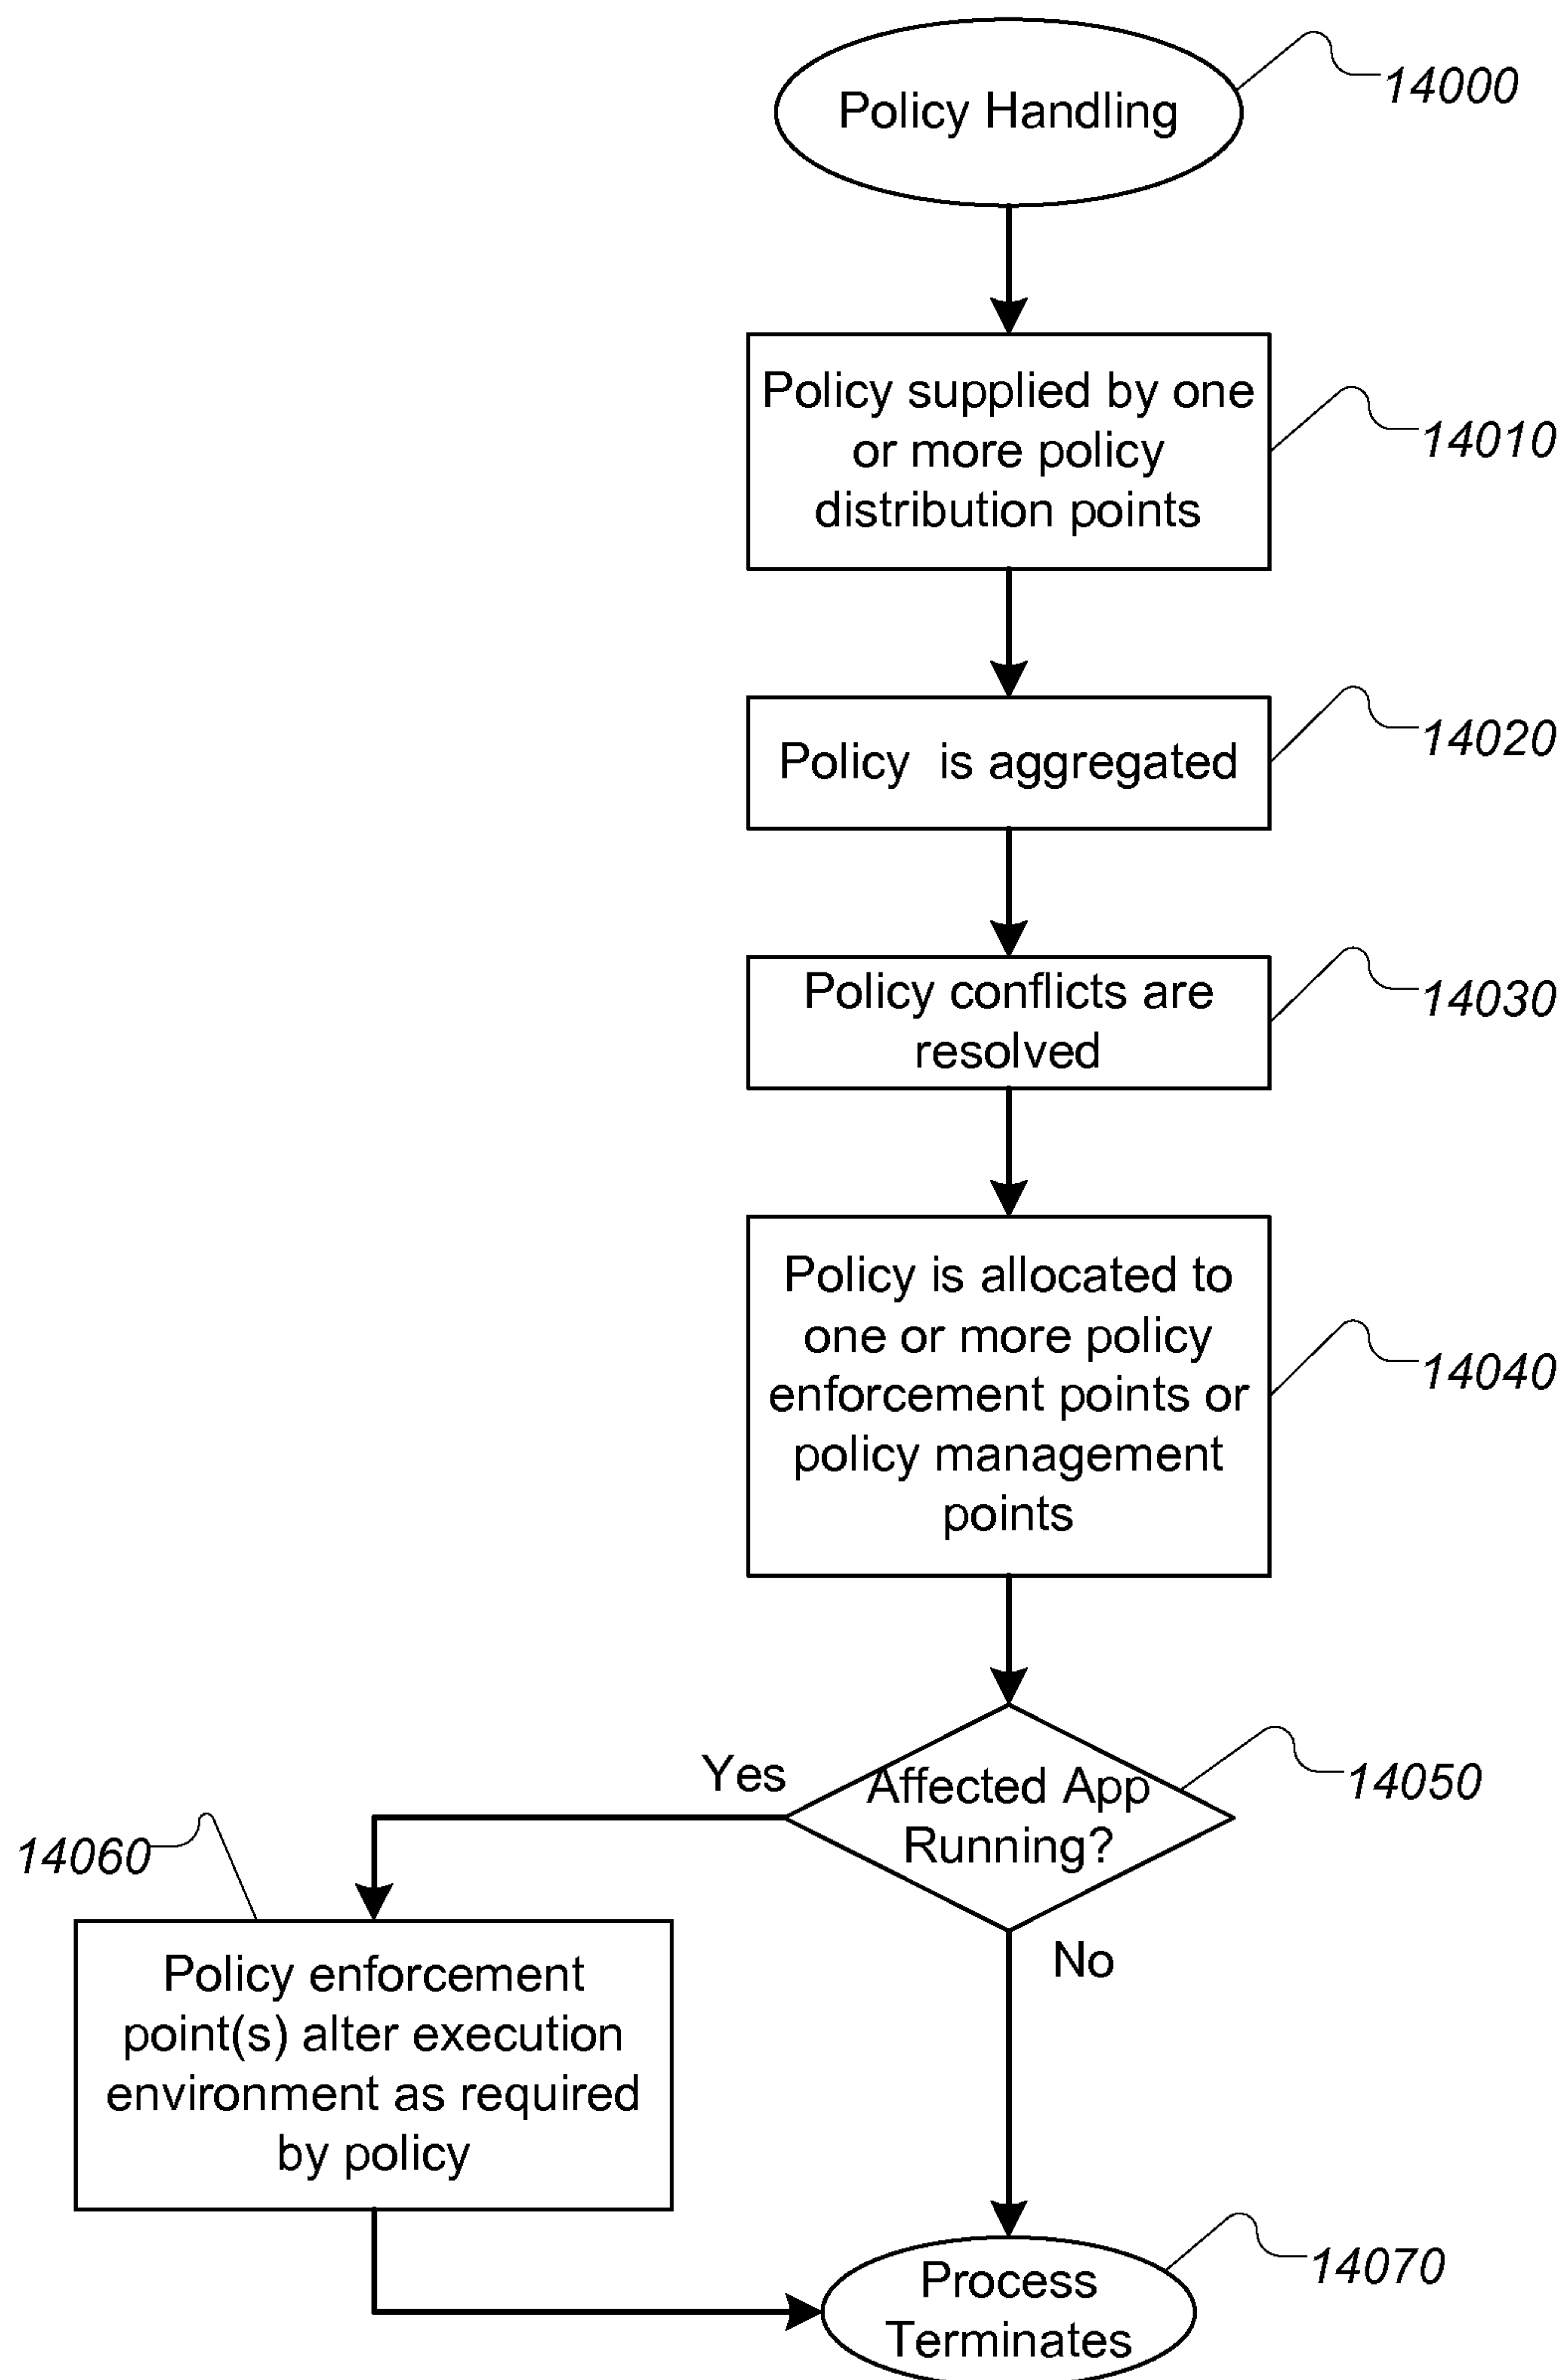 Policy Handling
14000
Policy supplied by one
or more policy
distribution points
14010
Policy is aggregated
14020
Policy conflicts are
resolved
14030
Policy is allocated to
one or more policy
enforcement points or
policy management
points
14040
Affected App
Running?
14050
Yes
No
14060
Policy enforcement
point(s) alter execution
environment as required
by policy
Process
Terminates
14070